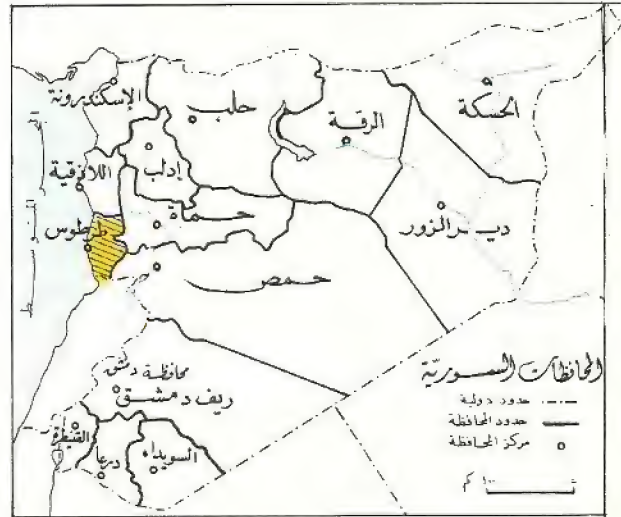 الإسكندرونة
حلب
الرقة
الحسكة
إدلب
اللاذقية
حماة
طرطوس
دير الزور
حمص
محافظة دمشق
ريف دمشق
القنيطرة
درعا
السويداء
المحافظات السورية
حدود دولية
حدود المحافظة
مركز المحافظة
كم